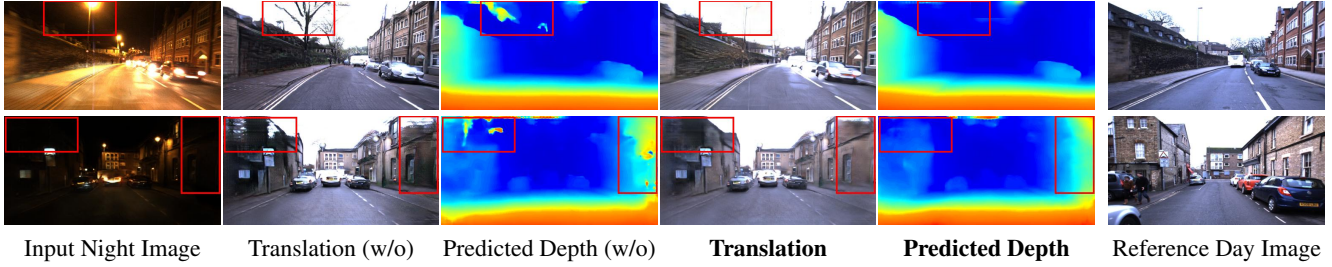 Input Night Image Translation (w/o) Predicted Depth (w/o) Translation Predicted Depth Reference Day Image